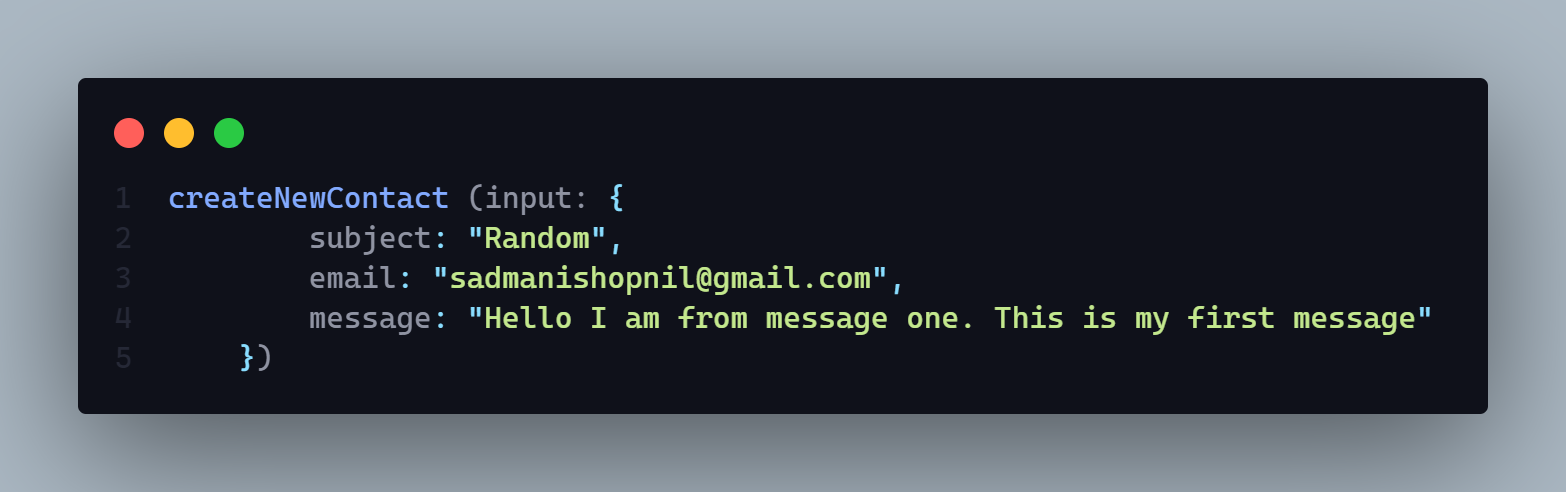 1 createNewContact (input: {
2 subject: "Random",
3 email: "sadmanishopnil@gmail.com",
4 message: "Hello I am from message one. This is my first message"
5 })